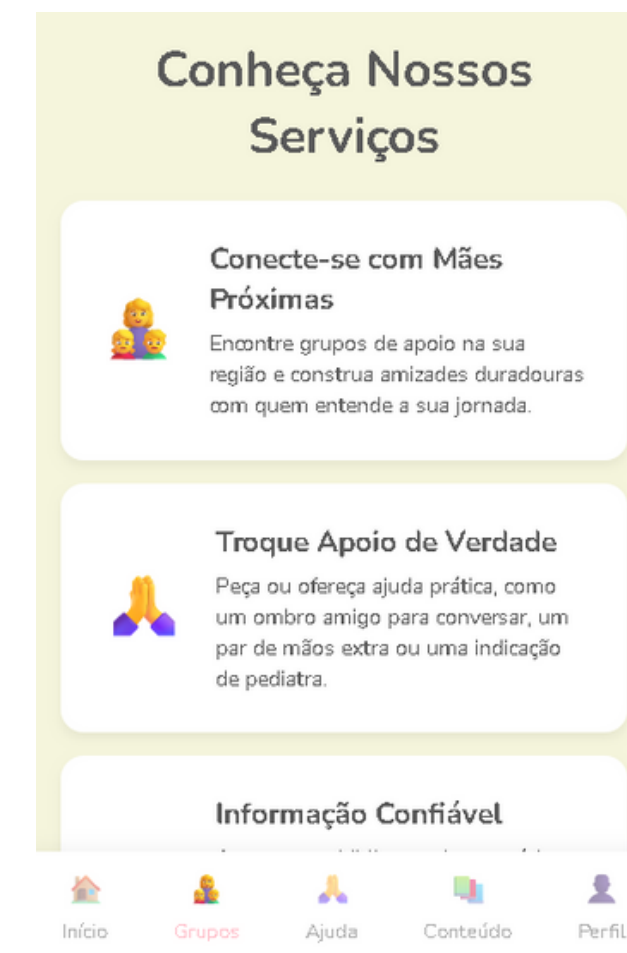 Conheça Nossos
Serviços
Conecte-se com Mães
Próximas
Encontre grupos de apoio na sua
região e construa amizades duradouras
com quem entende a sua jornada.
Troque Apoio de Verdade
Peça ou ofereça ajuda prática, como
um ombro amigo para conversar, um
par de mãos extra ou uma indicação
de pediatra.
Informação Confiável
Início
Grupos
Ajuda
Conteúdo
Perfil